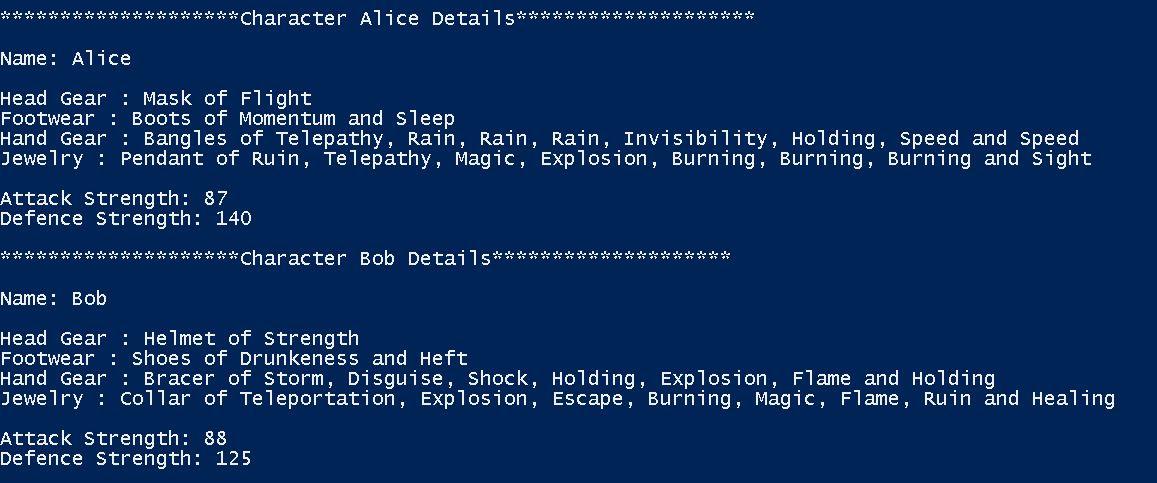 ********************Character Alice Details********************
Name: Alice
Head Gear : Mask of Flight
Footwear : Boots of Momentum and Sleep
Hand Gear : Bangles of Telepathy, Rain, Rain, Rain, Invisibility, Holding, Speed and Speed
Jewelry : Pendant of Ruin, Telepathy, Magic, Explosion, Burning, Burning, Burning and Sight
Attack Strength: 87
Defence Strength: 140
********************Character Bob Details********************
Name: Bob
Head Gear : Helmet of Strength
Footwear : Shoes of Drunkeness and Heft
Hand Gear : Bracer of Storm, Disguise, Shock, Holding, Explosion, Flame and Holding
Jewelry : Collar of Teleportation, Explosion, Escape, Burning, Magic, Flame, Ruin and Healing
Attack Strength: 88
Defence Strength: 125